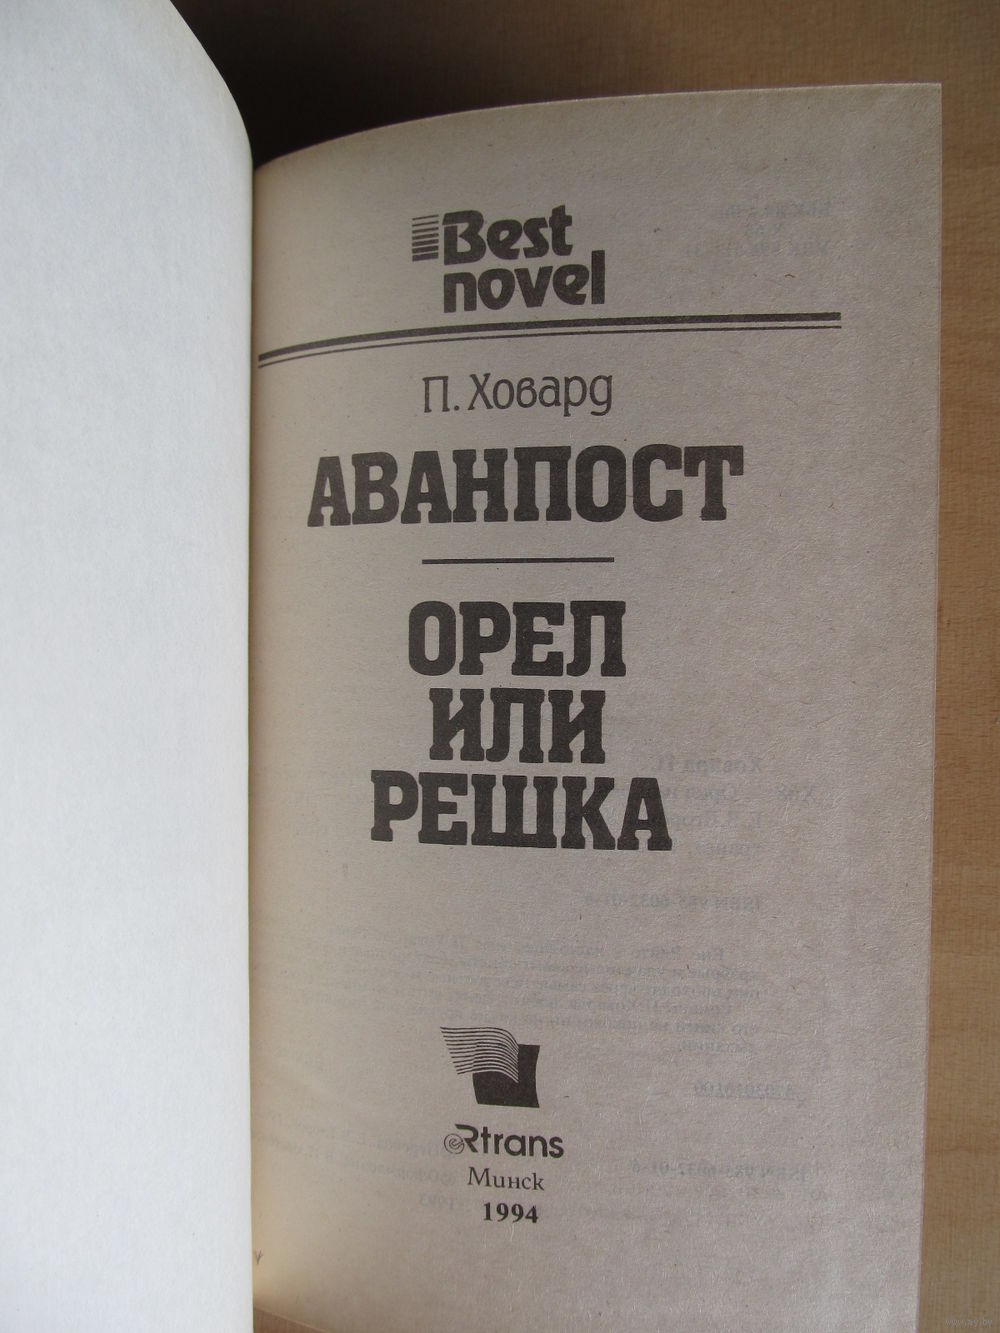 Best
novel
П. Ховард
АВАНПОСТ
ОРЕЛ
ИЛИ
РЕШКА
Rtrans
Минск
1994